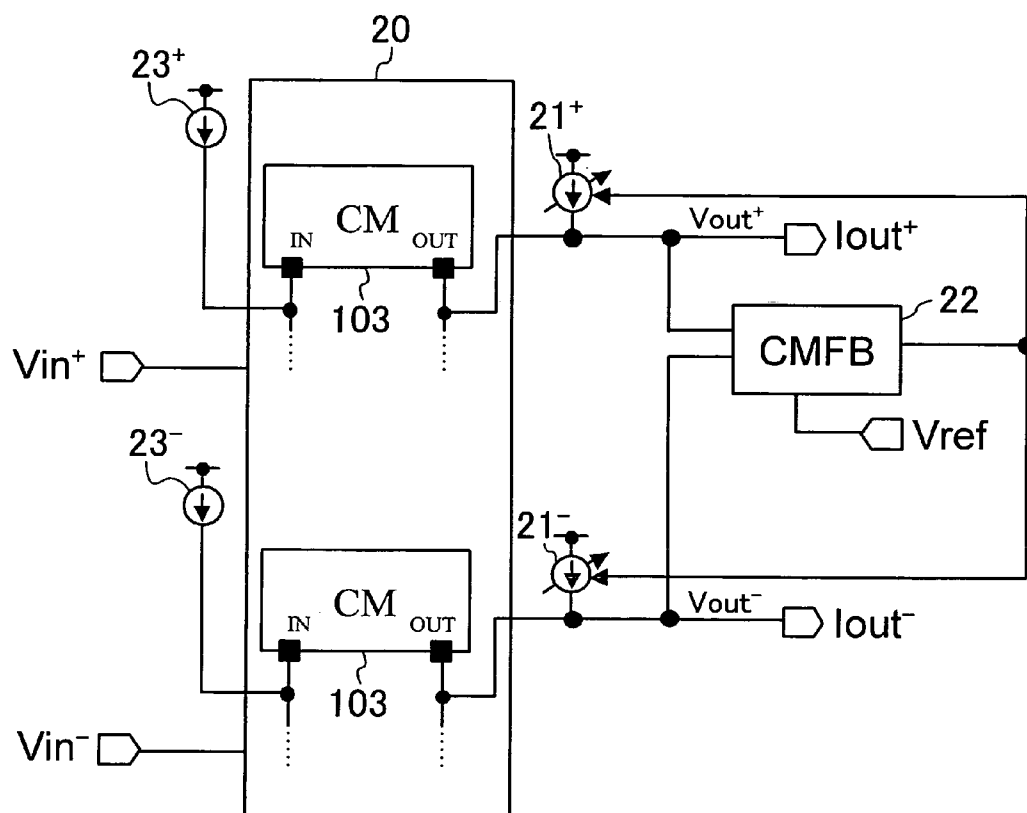 20
23⁺
21⁺
CM
IN OUT
103
Vout⁺
Iout⁺
22
CMFB
Vin⁺
Vref
23⁻
21⁻
CM
IN OUT
103
Vout⁻
Iout⁻
Vin⁻